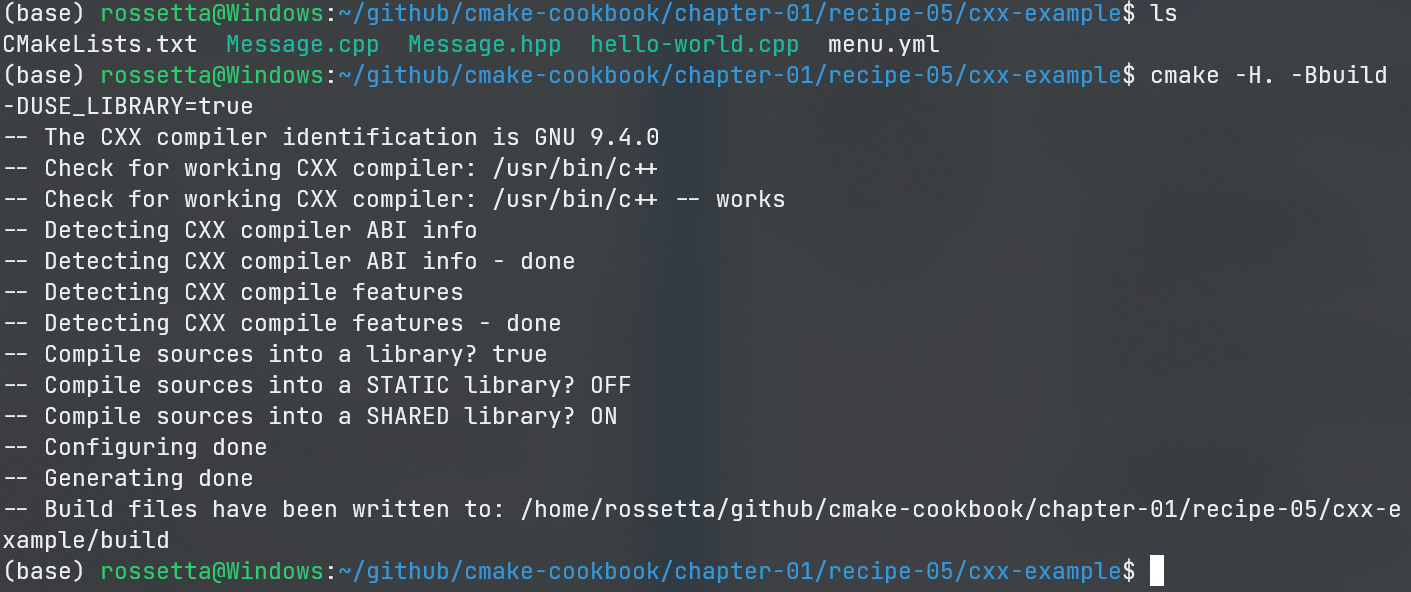 (base) rossetta@Windows:~/github/cmake-cookbook/chapter-01/recipe-05/cxx-example$ ls
CMakeLists.txt  Message.cpp  Message.hpp  hello-world.cpp  menu.yml
(base) rossetta@Windows:~/github/cmake-cookbook/chapter-01/recipe-05/cxx-example$ cmake -H. -Bbuild
-DUSE_LIBRARY=true
-- The CXX compiler identification is GNU 9.4.0
-- Check for working CXX compiler: /usr/bin/c++
-- Check for working CXX compiler: /usr/bin/c++ -- works
-- Detecting CXX compiler ABI info
-- Detecting CXX compiler ABI info - done
-- Detecting CXX compile features
-- Detecting CXX compile features - done
-- Compile sources into a library? true
-- Compile sources into a STATIC library? OFF
-- Compile sources into a SHARED library? ON
-- Configuring done
-- Generating done
-- Build files have been written to: /home/rossetta/github/cmake-cookbook/chapter-01/recipe-05/cxx-e
xample/build
(base) rossetta@Windows:~/github/cmake-cookbook/chapter-01/recipe-05/cxx-example$